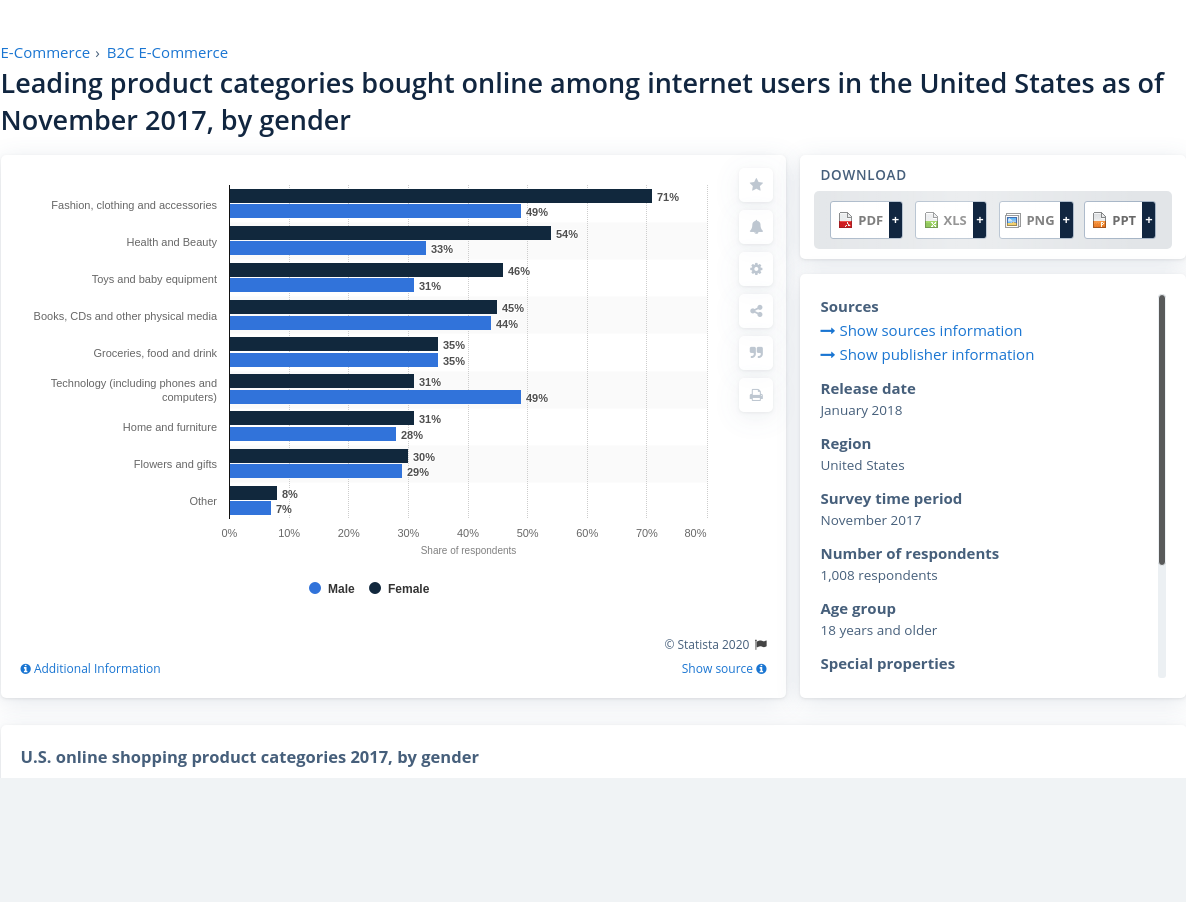 E-Commerce › B2C E-Commerce
Leading product categories bought online among internet users in the United States as of
November 2017, by gender
Fashion, clothing and accessories
71%
49%
Health and Beauty
54%
33%
Toys and baby equipment
46%
31%
Books, CDs and other physical media
45%
44%
Groceries, food and drink
35%
35%
Technology (including phones and
computers)
31%
49%
Home and furniture
31%
28%
Flowers and gifts
30%
29%
Other
8%
7%
0% 10% 20% 30% 40% 50% 60% 70% 80%
Share of respondents
Male Female
© Statista 2020
Additional Information
Show source
DOWNLOAD
PDF + XLS + PNG + PPT +
Sources
Show sources information
Show publisher information
Release date
January 2018
Region
United States
Survey time period
November 2017
Number of respondents
1,008 respondents
Age group
18 years and older
Special properties
U.S. online shopping product categories 2017, by gender